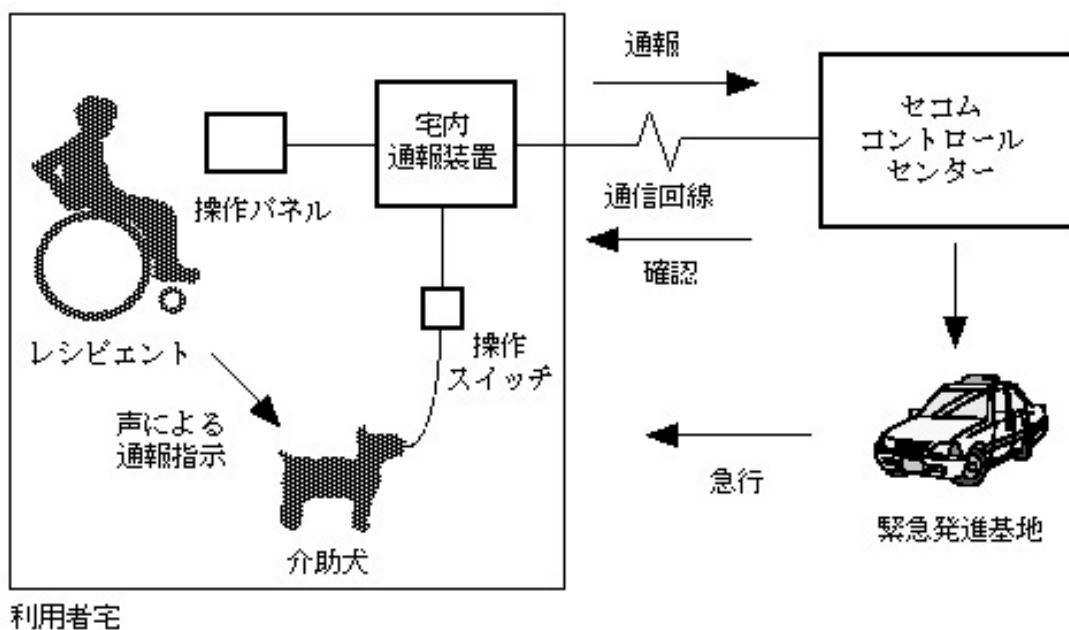 通報
宅内
通報装置
セコム
コントロール
センター
操作パネル
通信回線
確認
レシピエント
操作
スイッチ
声による
通報指示
急行
介助犬
緊急発進基地
利用者宅